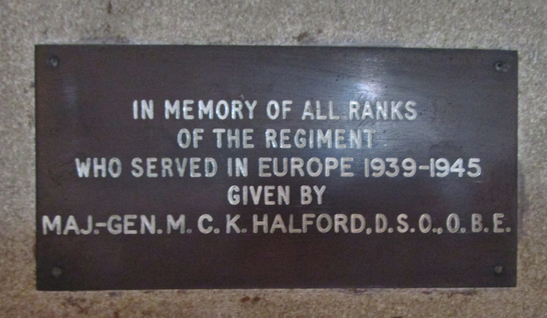 IN MEMORY OF ALL RANKS
OF THE REGIMENT
WHO SERVED IN EUROPE 1939-1945
GIVEN BY
MAJ.-GEN. M. C. K. HALFORD, D.S.O., O.B.E.